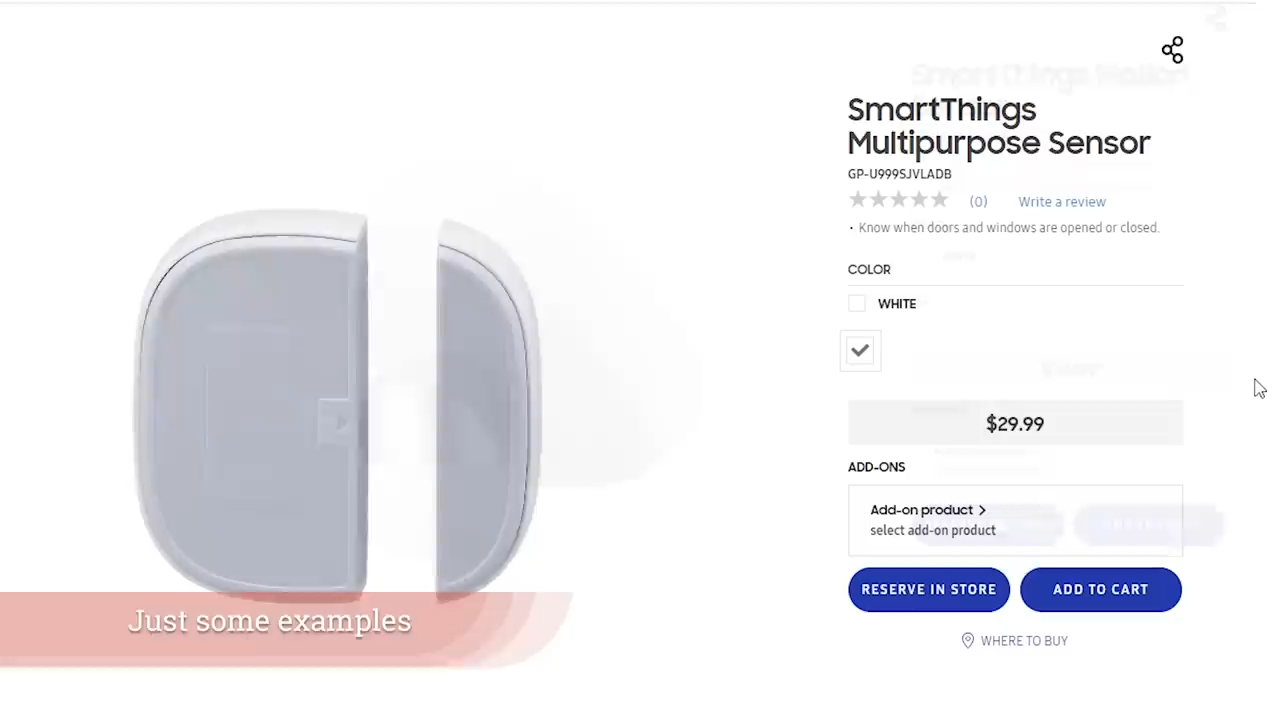 SmartThings
Multipurpose Sensor
GP-U999SJVLADB
(0) Write a review
· Know when doors and windows are opened or closed.
COLOR
WHITE
$29.99
ADD-ONS
Add-on product >
select add-on product
RESERVE IN STORE ADD TO CART
WHERE TO BUY
Just some examples